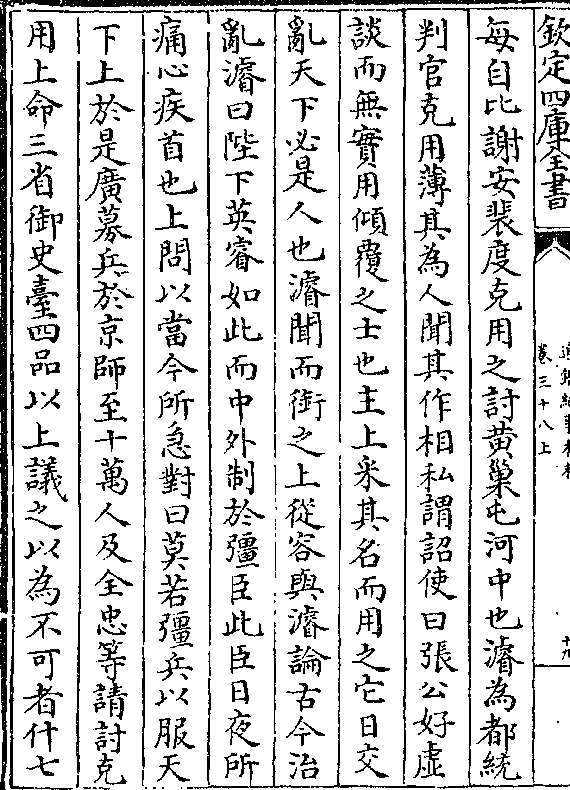 欽定四庫全書
通鑑紀事本末
卷三十八上
每自比謝安裴度克用之討黄巢屯河中也濬為都統
判官克用薄其為人聞其作相私謂詔使曰張公好虚
談而無實用傾覆之士也主上采其名而用之它日交
亂天下必是人也濬聞而銜之上從容與濬論古今治
亂濬曰陛下英睿如此而中外制於彊臣此臣日夜所
痛心疾首也上問以當今所急對曰莫若彊兵以服天
下上於是廣募兵於京師至十萬人及全忠等請討克
用上命三省御史臺四品以上議之以為不可者什七